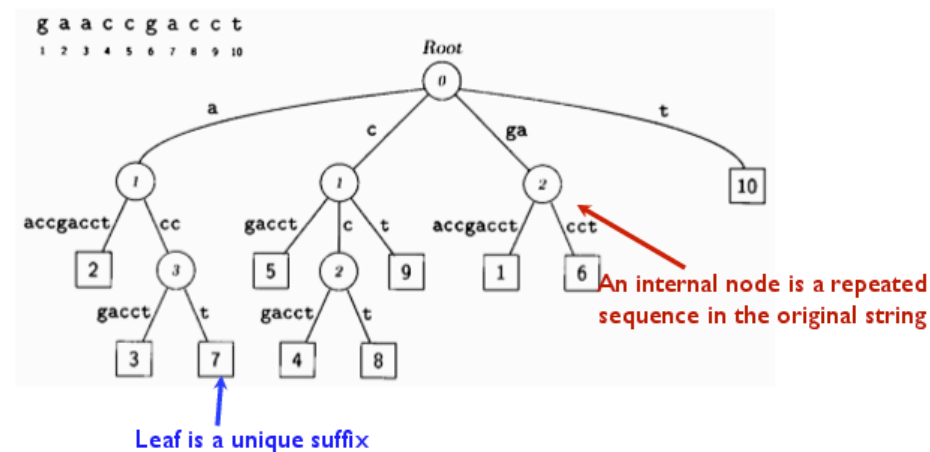 g a a c c g a c c t
1 2 3 4 5 6 7 8 9 10
Root
0
a
c
ga
t
1
1
2
10
accgacct
cc
gacct
c
t
accgacct
cct
2
3
5
2
9
1
6
An internal node is a repeated
sequence in the original string
gacct
t
gacct
t
3
7
4
8
Leaf is a unique suffix